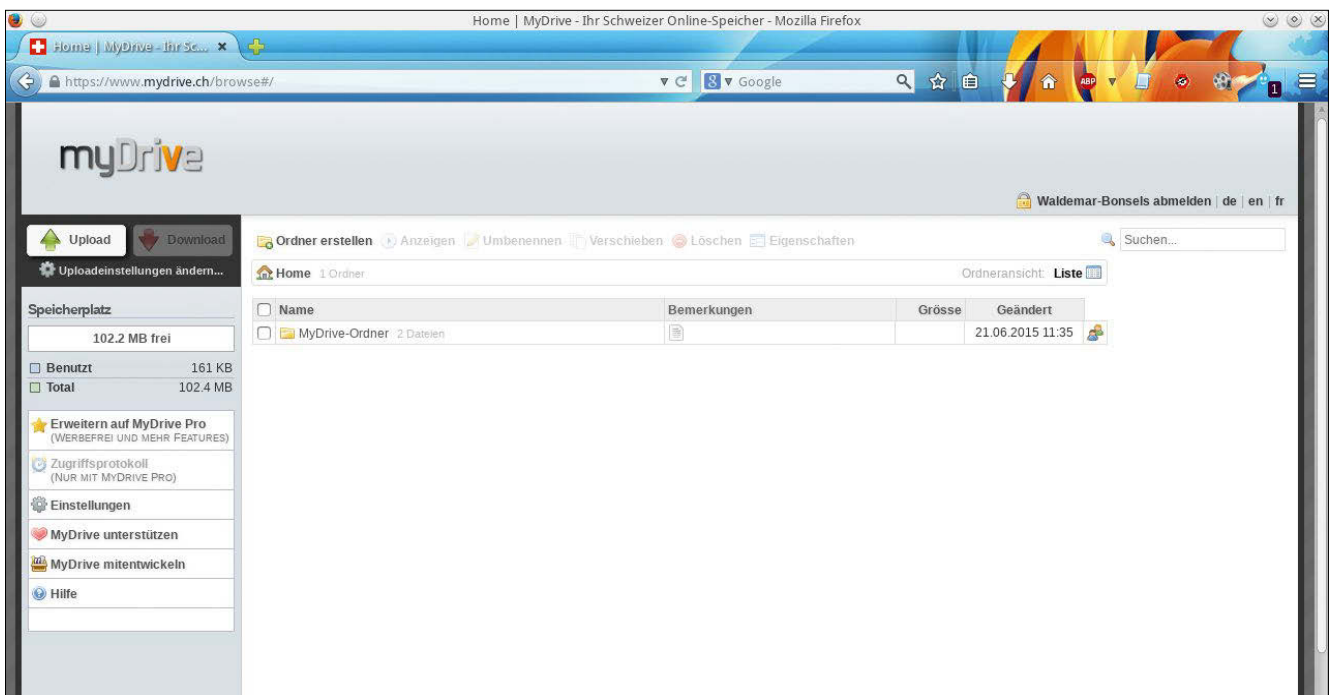 Home | MyDrive - Ihr Schweizer Online-Speicher - Mozilla Firefox
Home | MyDrive - Ihr Sc...
https://www.mydrive.ch/browse#/
8 Google
ABP
1
myDrive
Waldemar-Bonsels abmelden | de | en | fr
Upload Download
Uploadeinstellungen ändern...
Ordner erstellen Anzeigen Umbenennen Verschieben Löschen Eigenschaften
Suchen...
Home 1 Ordner
Ordneransicht: Liste
Speicherplatz
102.2 MB frei
Benutzt 161 KB
Total 102.4 MB
Name Bemerkungen Grösse Geändert
MyDrive-Ordner 2 Dateien 21.06.2015 11:35
Erweitern auf MyDrive Pro
(WERBEFREI UND MEHR FEATURES)
Zugriffsprotokoll
(NUR MIT MYDRIVE PRO)
Einstellungen
MyDrive unterstützen
MyDrive mitentwickeln
Hilfe